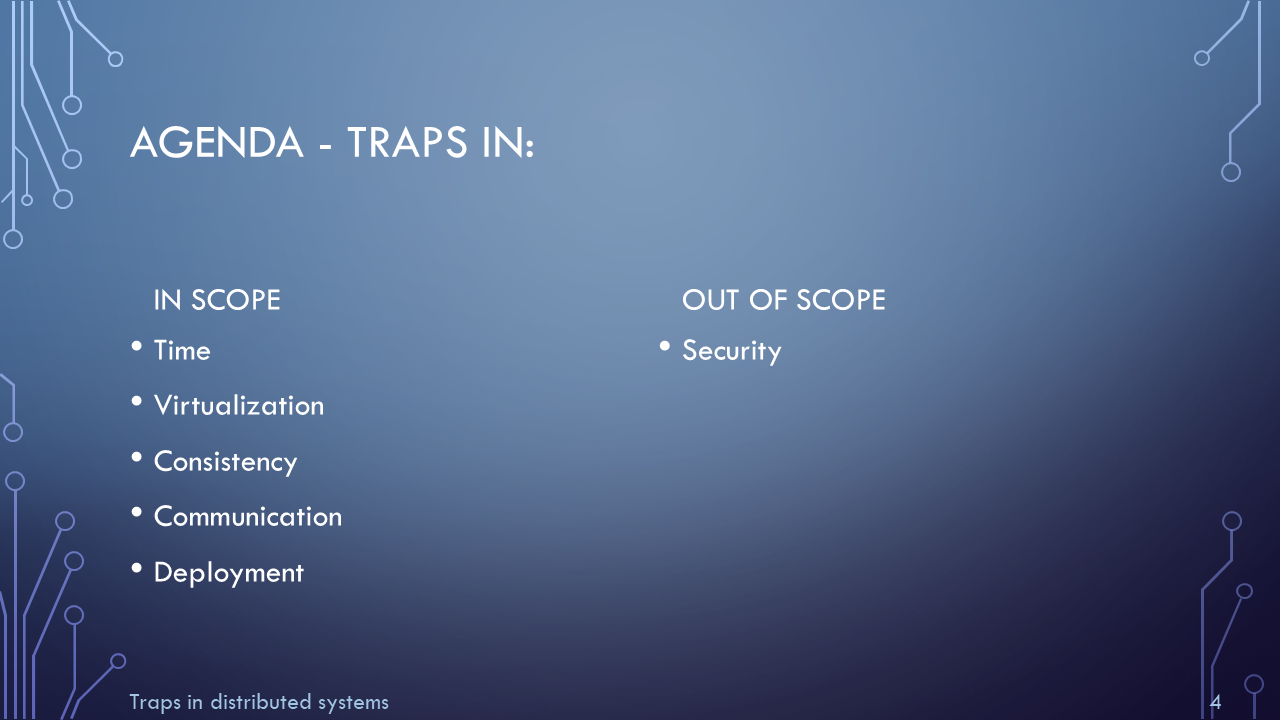 AGENDA - TRAPS IN:
IN SCOPE
• Time
• Virtualization
• Consistency
• Communication
• Deployment
OUT OF SCOPE
• Security
Traps in distributed systems
4